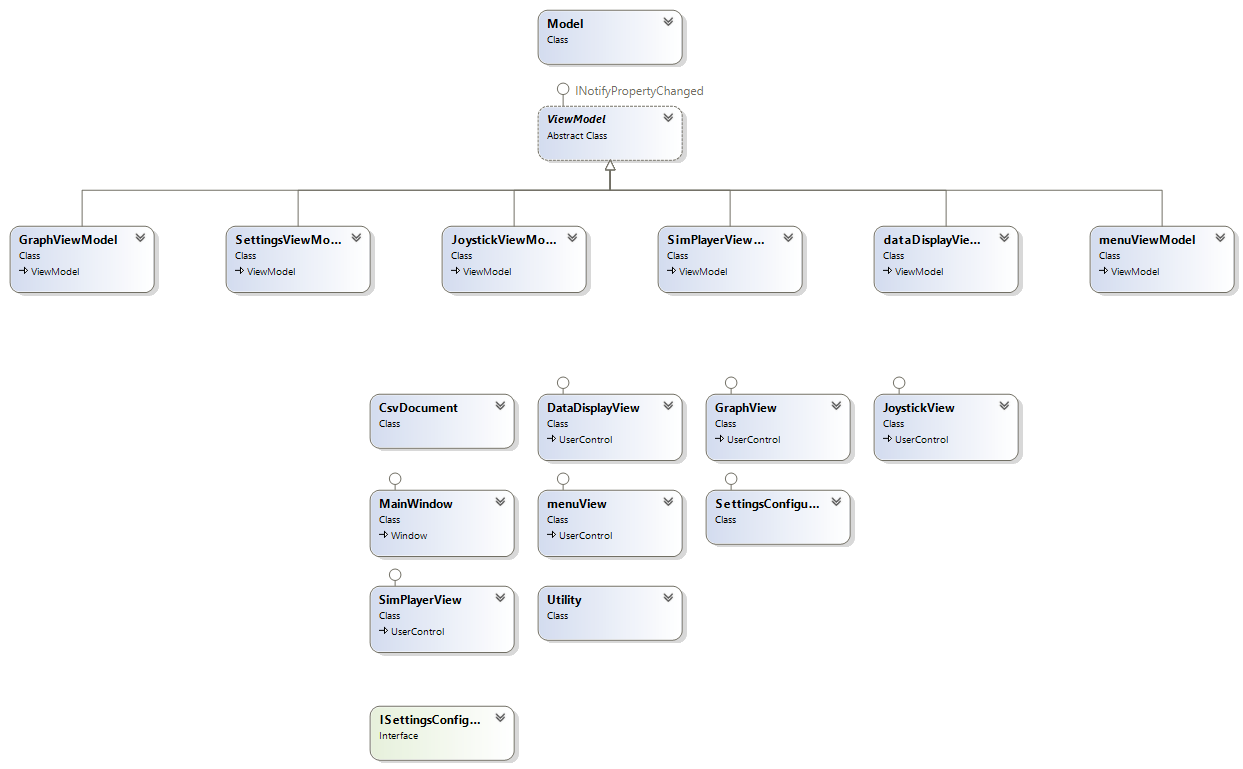 Model
Class
INotifyPropertyChanged
ViewModel
Abstract Class
GraphViewModel
Class
ViewModel
SettingsViewMo...
Class
ViewModel
JoystickViewMo...
Class
ViewModel
SimPlayerView...
Class
ViewModel
dataDisplayVie...
Class
ViewModel
menuViewModel
Class
ViewModel
CsvDocument
Class
DataDisplayView
Class
UserControl
GraphView
Class
UserControl
JoystickView
Class
UserControl
MainWindow
Class
Window
menuView
Class
UserControl
SettingsConfigu...
Class
SimPlayerView
Class
UserControl
Utility
Class
ISettingsConfig...
Interface